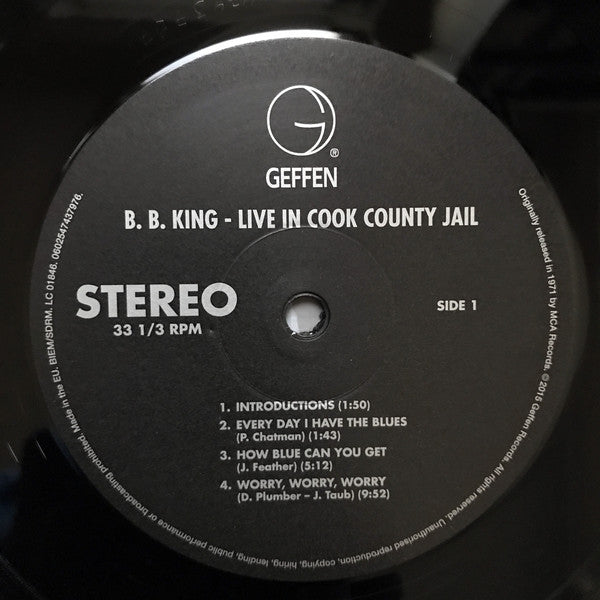 G
®
GEFFEN
B. B. KING - LIVE IN COOK COUNTY JAIL
STEREO
33 1/3 RPM
SIDE 1
1. INTRODUCTIONS (1:50)
2. EVERY DAY I HAVE THE BLUES
(P. Chatman) (1:43)
3. HOW BLUE CAN YOU GET
(J. Feather) (5:12)
4. WORRY, WORRY, WORRY
(D. Plumber – J. Taub) (9:52)
Originally released in 1971 by MCA Records. ©2015 Geffen Records. All rights reserved. Unauthorised reproduction, copying, hiring, lending, public performance or broadcasting prohibited. Made in the EU. BIEM/SDRM. LC 01846. 0602547437976.